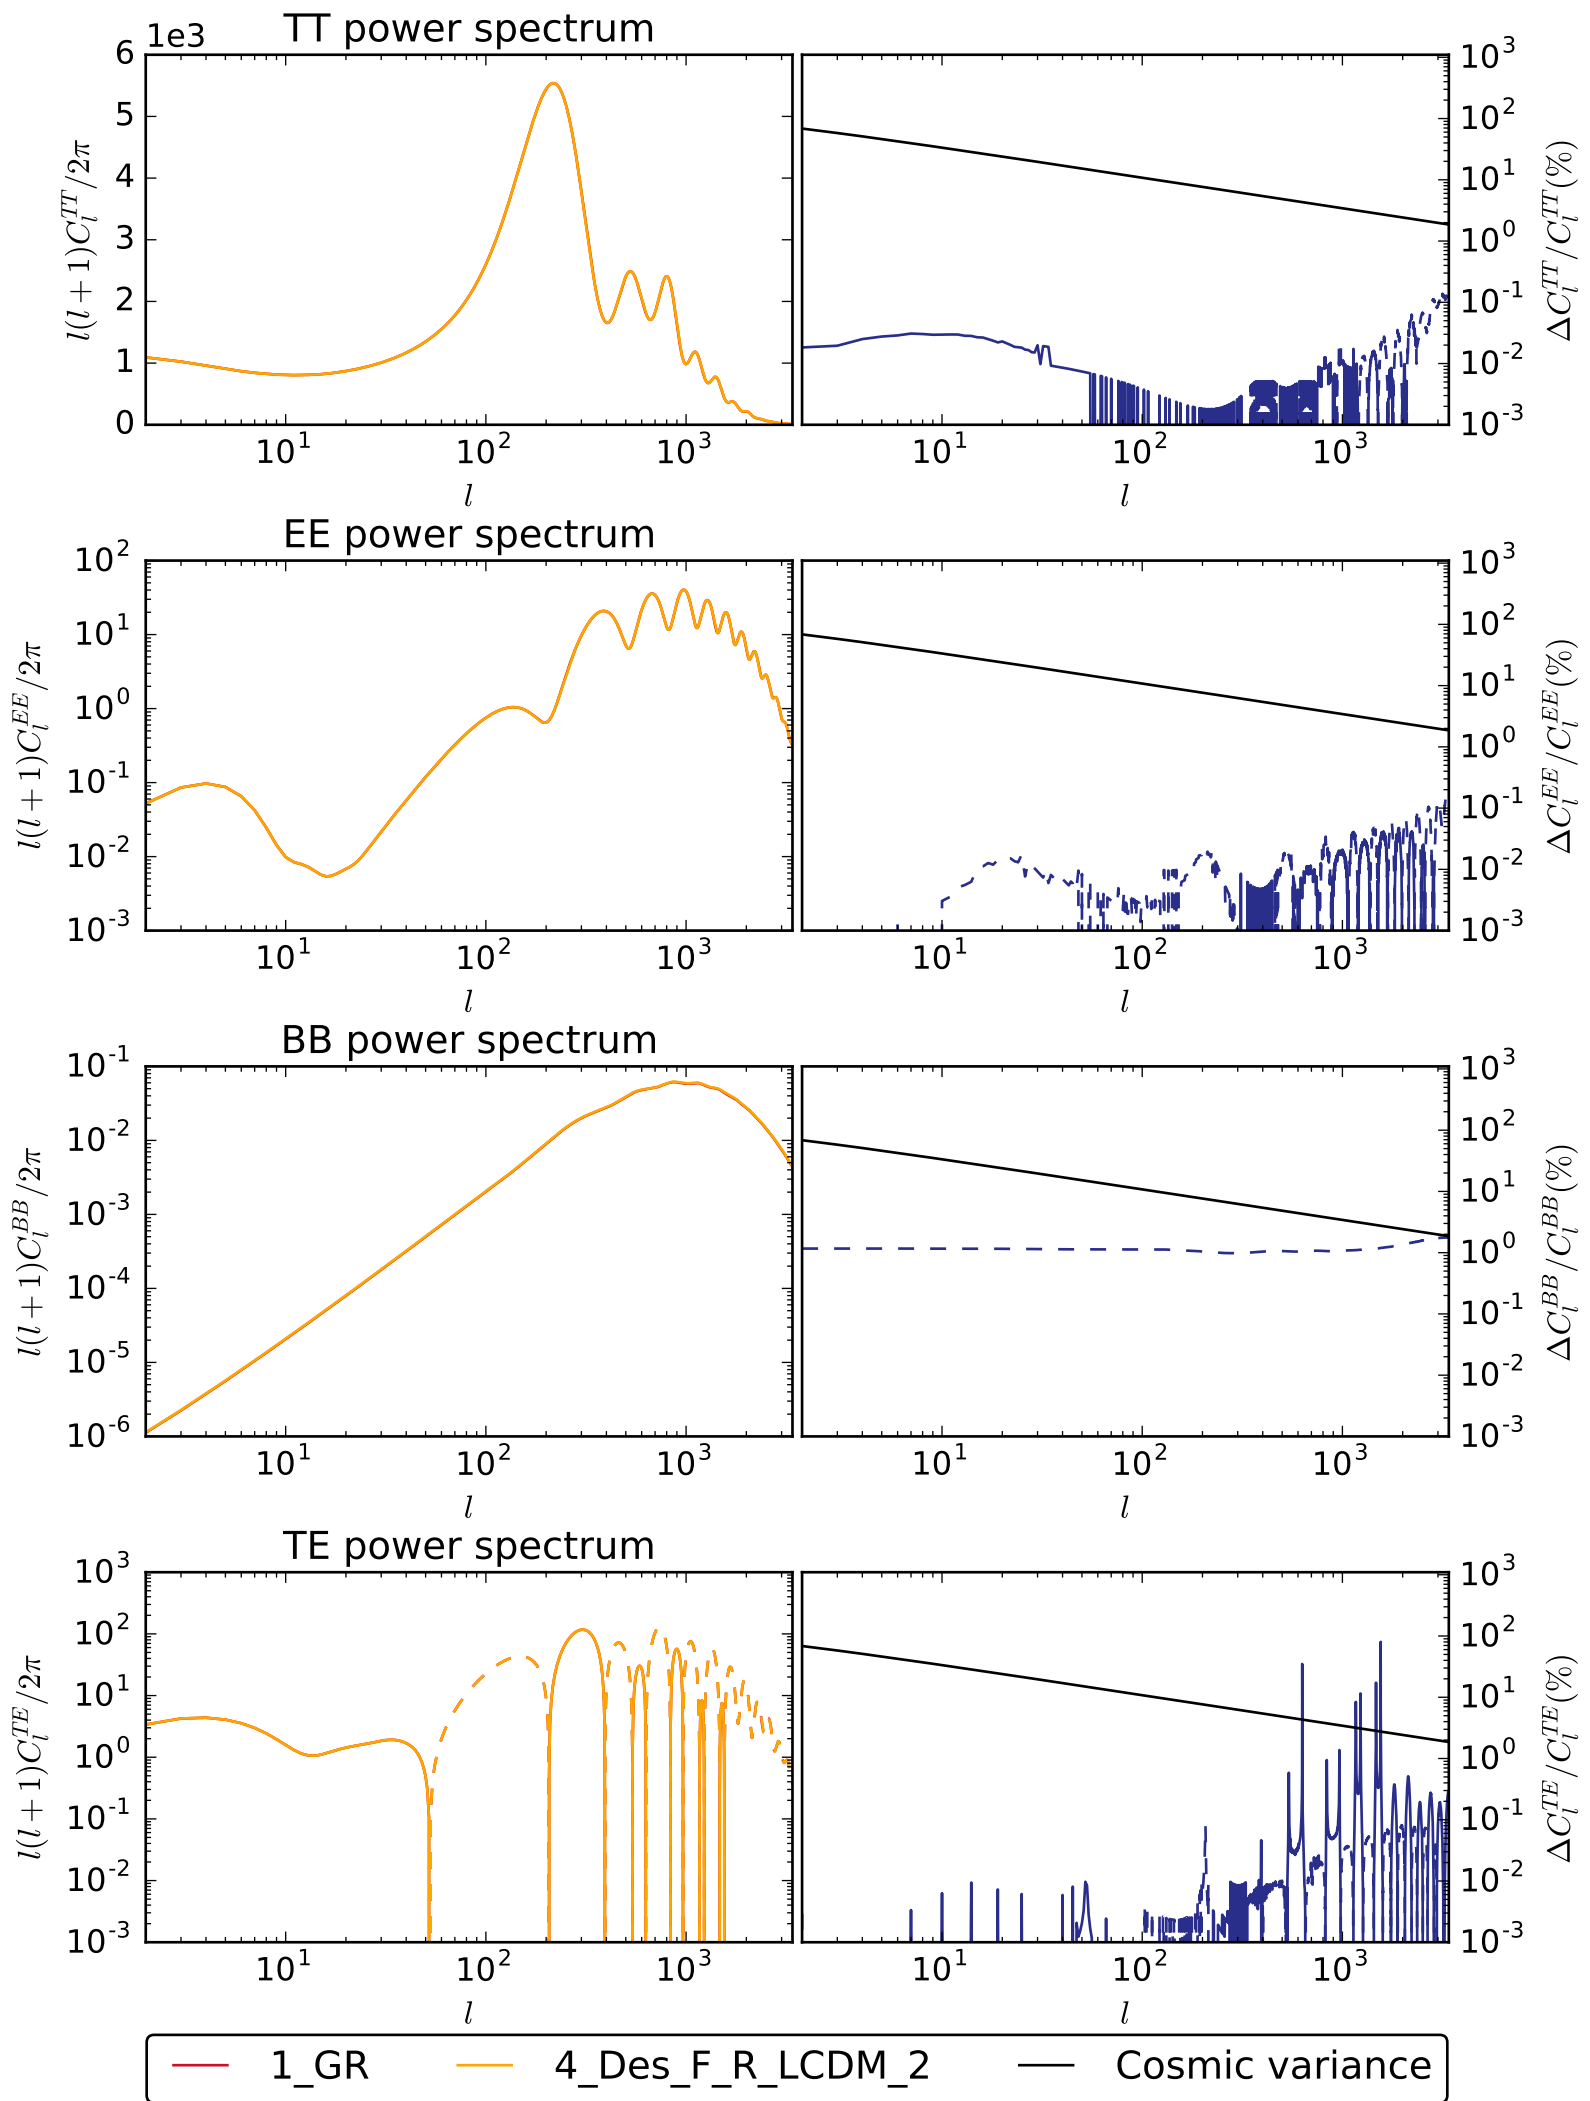 TT power spectrum
1e3
6
5
4
3
2
1
0
l(l + 1)C_l^{TT}/2π
10^1 10^2 10^3
l
10^3
10^2
10^1
10^0
10^-1
10^-2
10^-3
ΔC_l^{TT}/C_l^{TT}(%)
10^1 10^2 10^3
l
EE power spectrum
10^2
10^1
10^0
10^-1
10^-2
10^-3
l(l + 1)C_l^{EE}/2π
10^1 10^2 10^3
l
10^3
10^2
10^1
10^0
10^-1
10^-2
10^-3
ΔC_l^{EE}/C_l^{EE}(%)
10^1 10^2 10^3
l
BB power spectrum
10^-1
10^-2
10^-3
10^-4
10^-5
10^-6
l(l + 1)C_l^{BB}/2π
10^1 10^2 10^3
l
10^3
10^2
10^1
10^0
10^-1
10^-2
10^-3
ΔC_l^{BB}/C_l^{BB}(%)
10^1 10^2 10^3
l
TE power spectrum
10^3
10^2
10^1
10^0
10^-1
10^-2
10^-3
l(l + 1)C_l^{TE}/2π
10^1 10^2 10^3
l
10^3
10^2
10^1
10^0
10^-1
10^-2
10^-3
ΔC_l^{TE}/C_l^{TE}(%)
10^1 10^2 10^3
l
1_GR 4_Des_F_R_LCDM_2 Cosmic variance